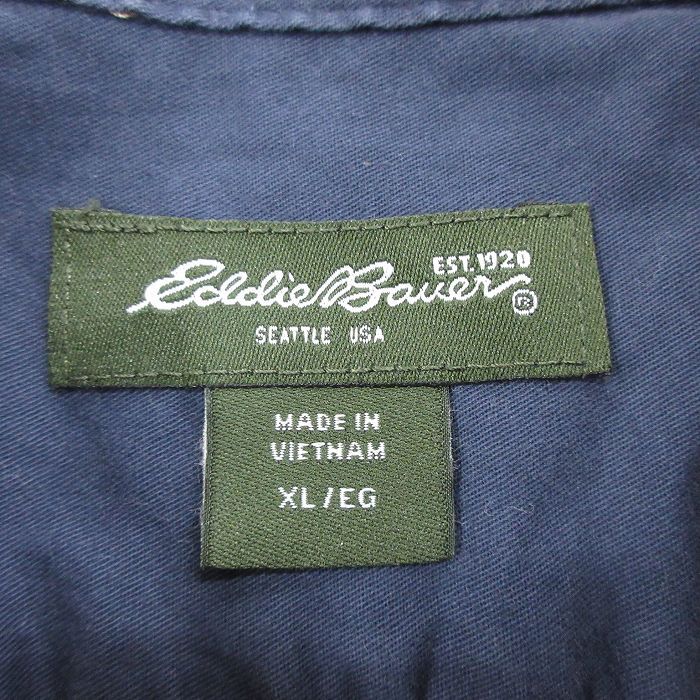 EST.1920
Eddie Bauer ®
SEATTLE USA
MADE IN
VIETNAM
XL/EG